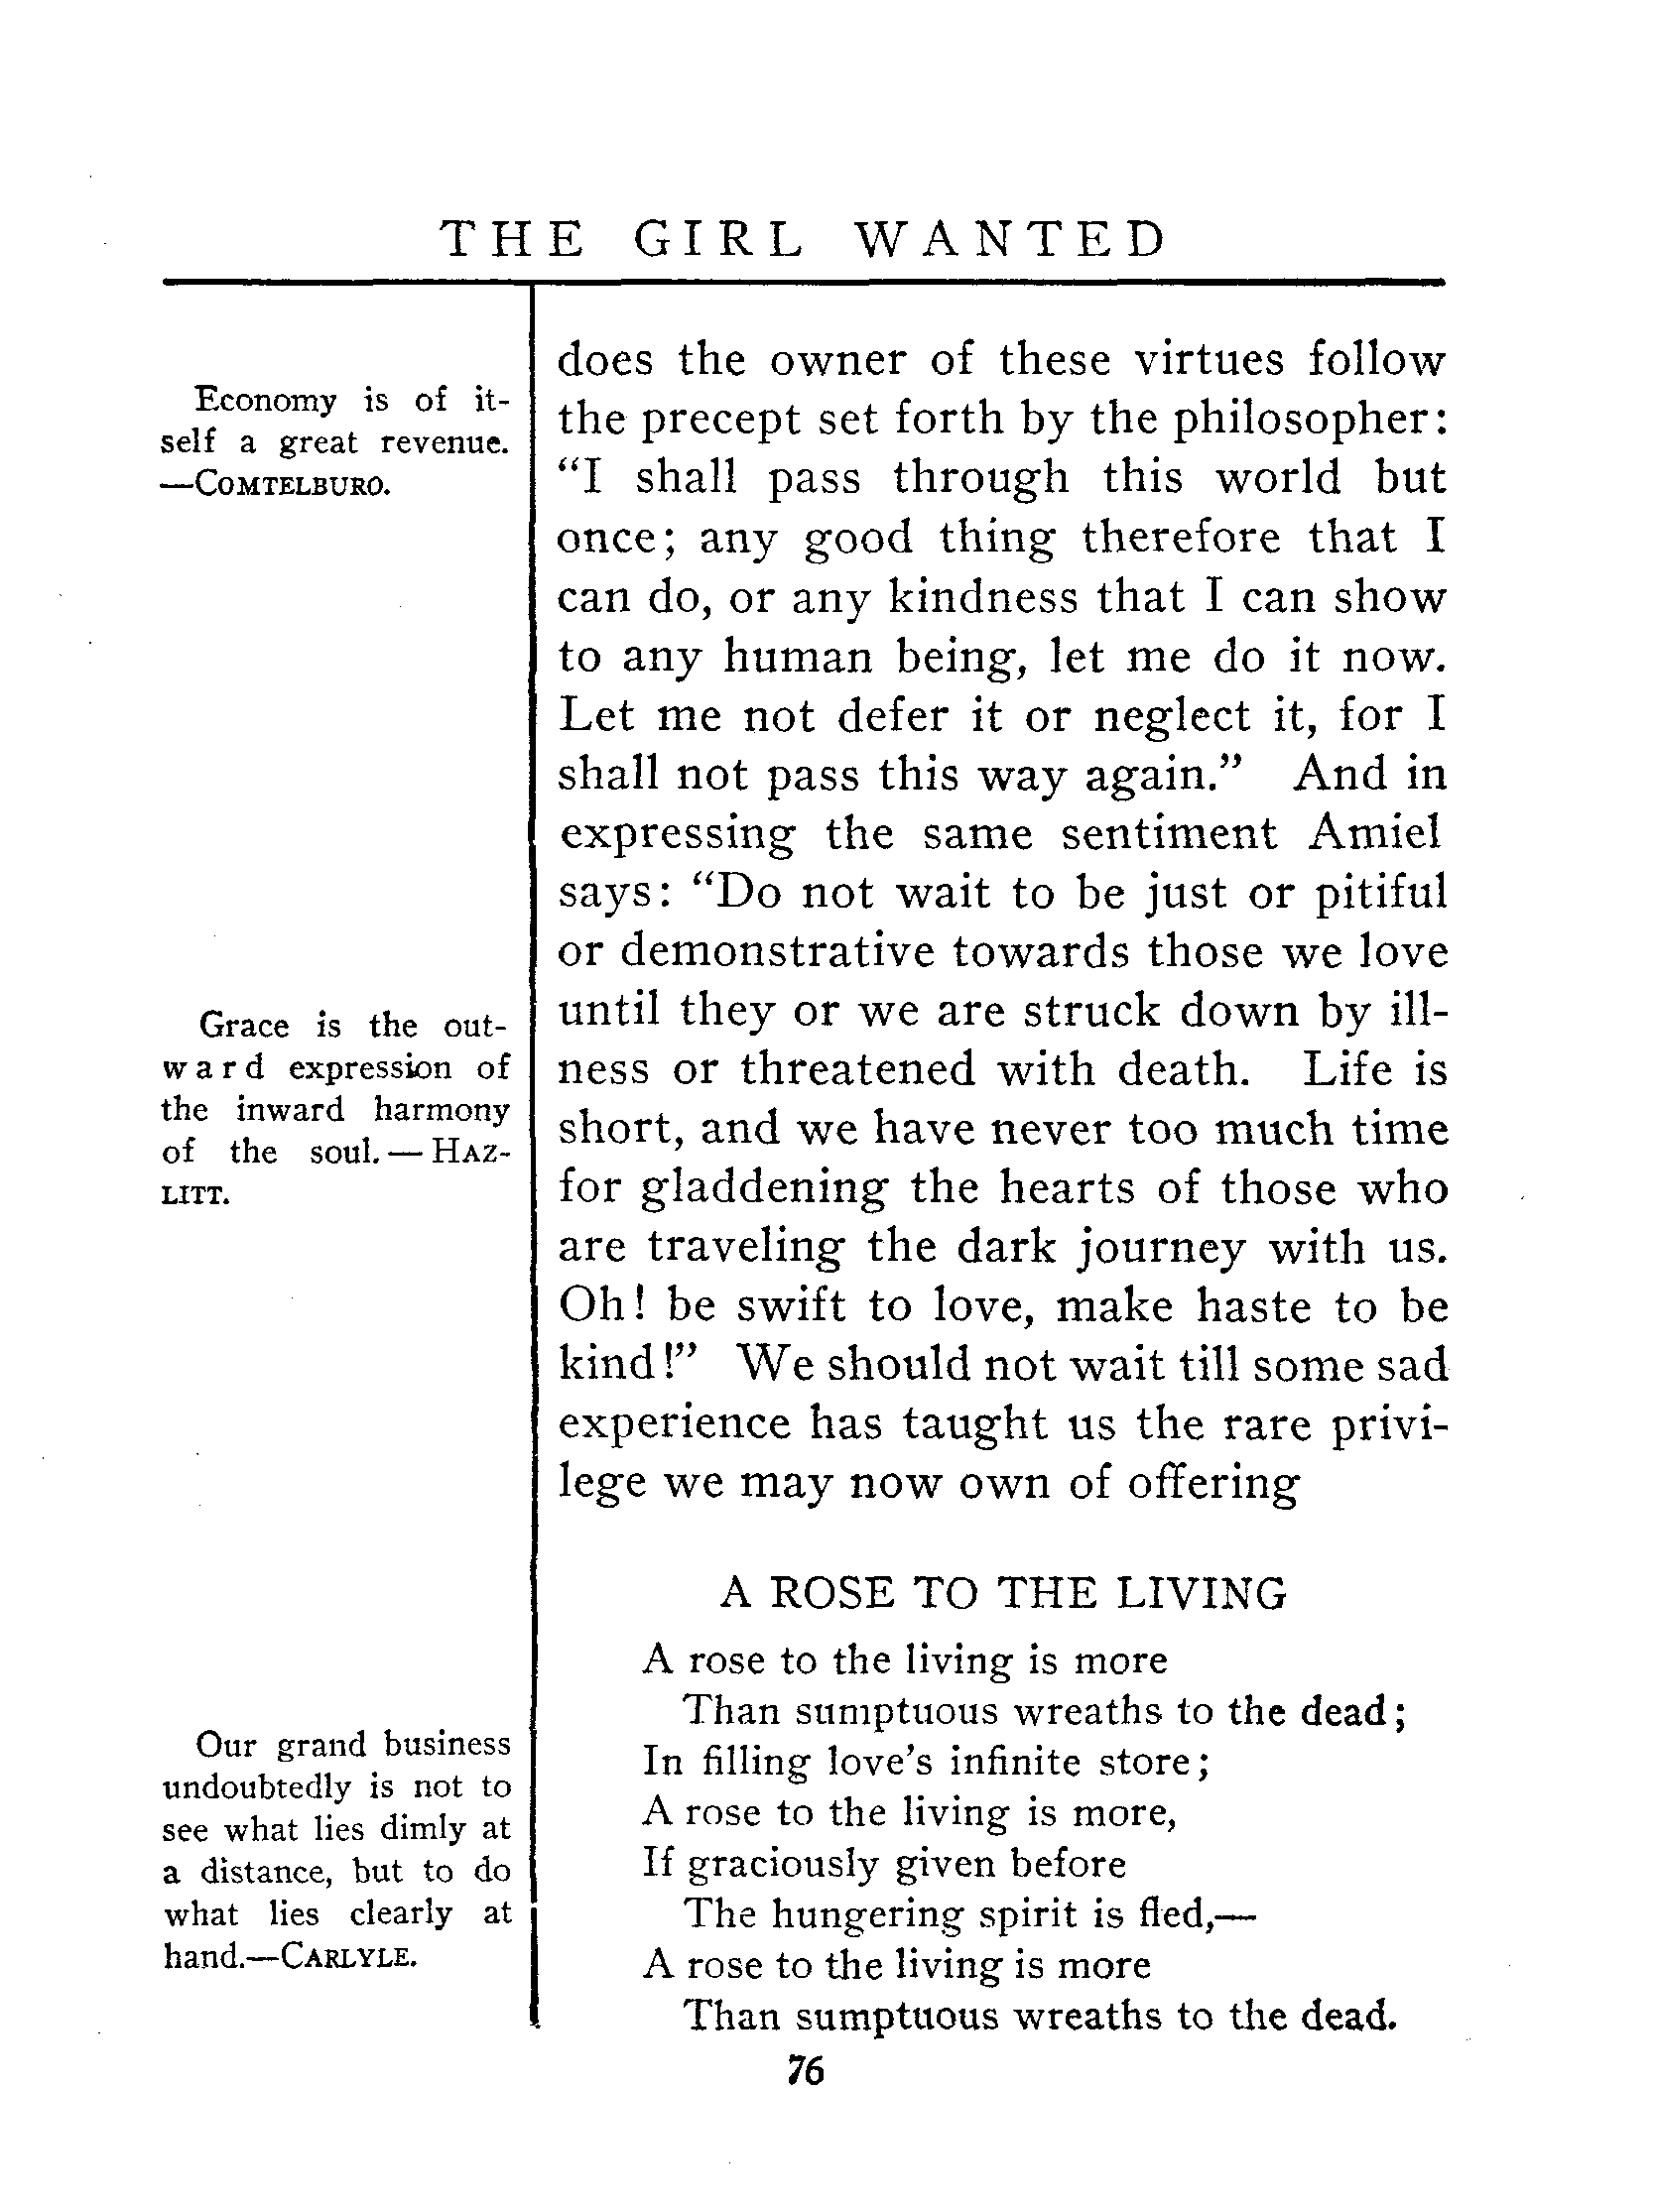 THE GIRL WANTED
Economy is of it-
self a great revenue.
—COMTELBURO.
Grace is the out-
ward expression of
the inward harmony
of the soul.—HAZ-
LITT.
Our grand business
undoubtedly is not to
see what lies dimly at
a distance, but to do
what lies clearly at
hand.—CARLYLE.
does the owner of these virtues follow
the precept set forth by the philosopher:
“I shall pass through this world but
once; any good thing therefore that I
can do, or any kindness that I can show
to any human being, let me do it now.
Let me not defer it or neglect it, for I
shall not pass this way again.” And in
expressing the same sentiment Amiel
says: “Do not wait to be just or pitiful
or demonstrative towards those we love
until they or we are struck down by ill-
ness or threatened with death. Life is
short, and we have never too much time
for gladdening the hearts of those who
are traveling the dark journey with us.
Oh! be swift to love, make haste to be
kind!” We should not wait till some sad
experience has taught us the rare privi-
lege we may now own of offering
A ROSE TO THE LIVING
A rose to the living is more
Than sumptuous wreaths to the dead;
In filling love’s infinite store;
A rose to the living is more,
If graciously given before
The hungering spirit is fled,—
A rose to the living is more
Than sumptuous wreaths to the dead.
76